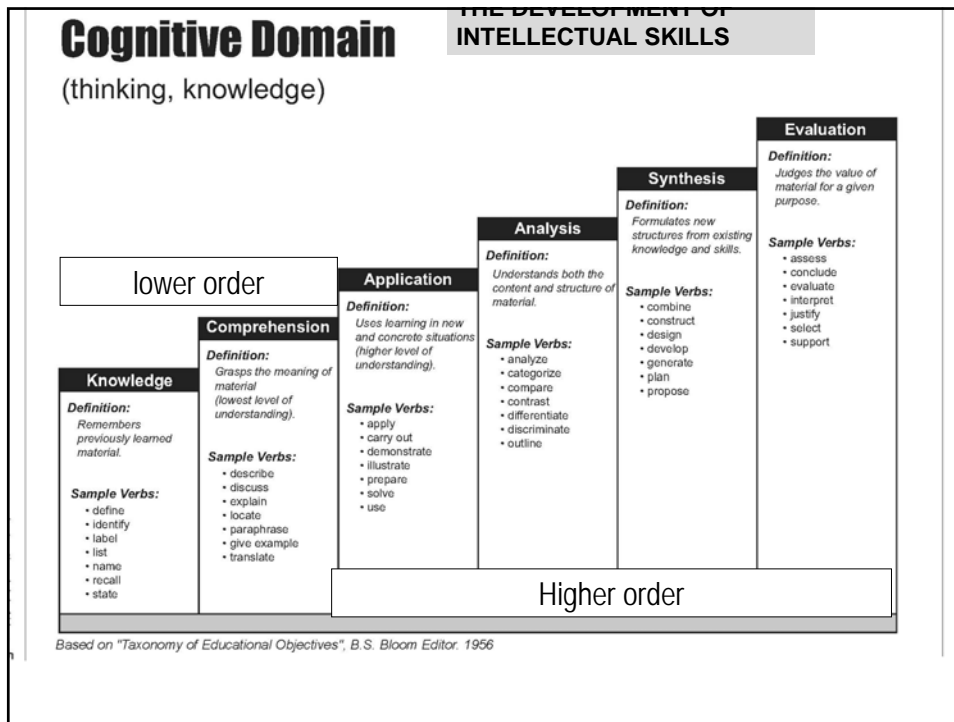 THE DEVELOPMENT OF
INTELLECTUAL SKILLS
Cognitive Domain
(thinking, knowledge)
lower order
Knowledge
Definition:
Remembers
previously learned
material.
Sample Verbs:
• define
• identify
• label
• list
• name
• recall
• state
Comprehension
Definition:
Grasps the meaning of
material
(lowest level of
understanding).
Sample Verbs:
• describe
• discuss
• explain
• locate
• paraphrase
• give example
• translate
Application
Definition:
Uses learning in new
and concrete situations
(higher level of
understanding).
Sample Verbs:
• apply
• carry out
• demonstrate
• illustrate
• prepare
• solve
• use
Analysis
Definition:
Understands both the
content and structure of
material.
Sample Verbs:
• analyze
• categorize
• compare
• contrast
• differentiate
• discriminate
• outline
Synthesis
Definition:
Formulates new
structures from existing
knowledge and skills.
Sample Verbs:
• combine
• construct
• design
• develop
• generate
• plan
• propose
Evaluation
Definition:
Judges the value of
material for a given
purpose.
Sample Verbs:
• assess
• conclude
• evaluate
• interpret
• justify
• select
• support
Higher order
Based on "Taxonomy of Educational Objectives", B.S. Bloom Editor. 1956